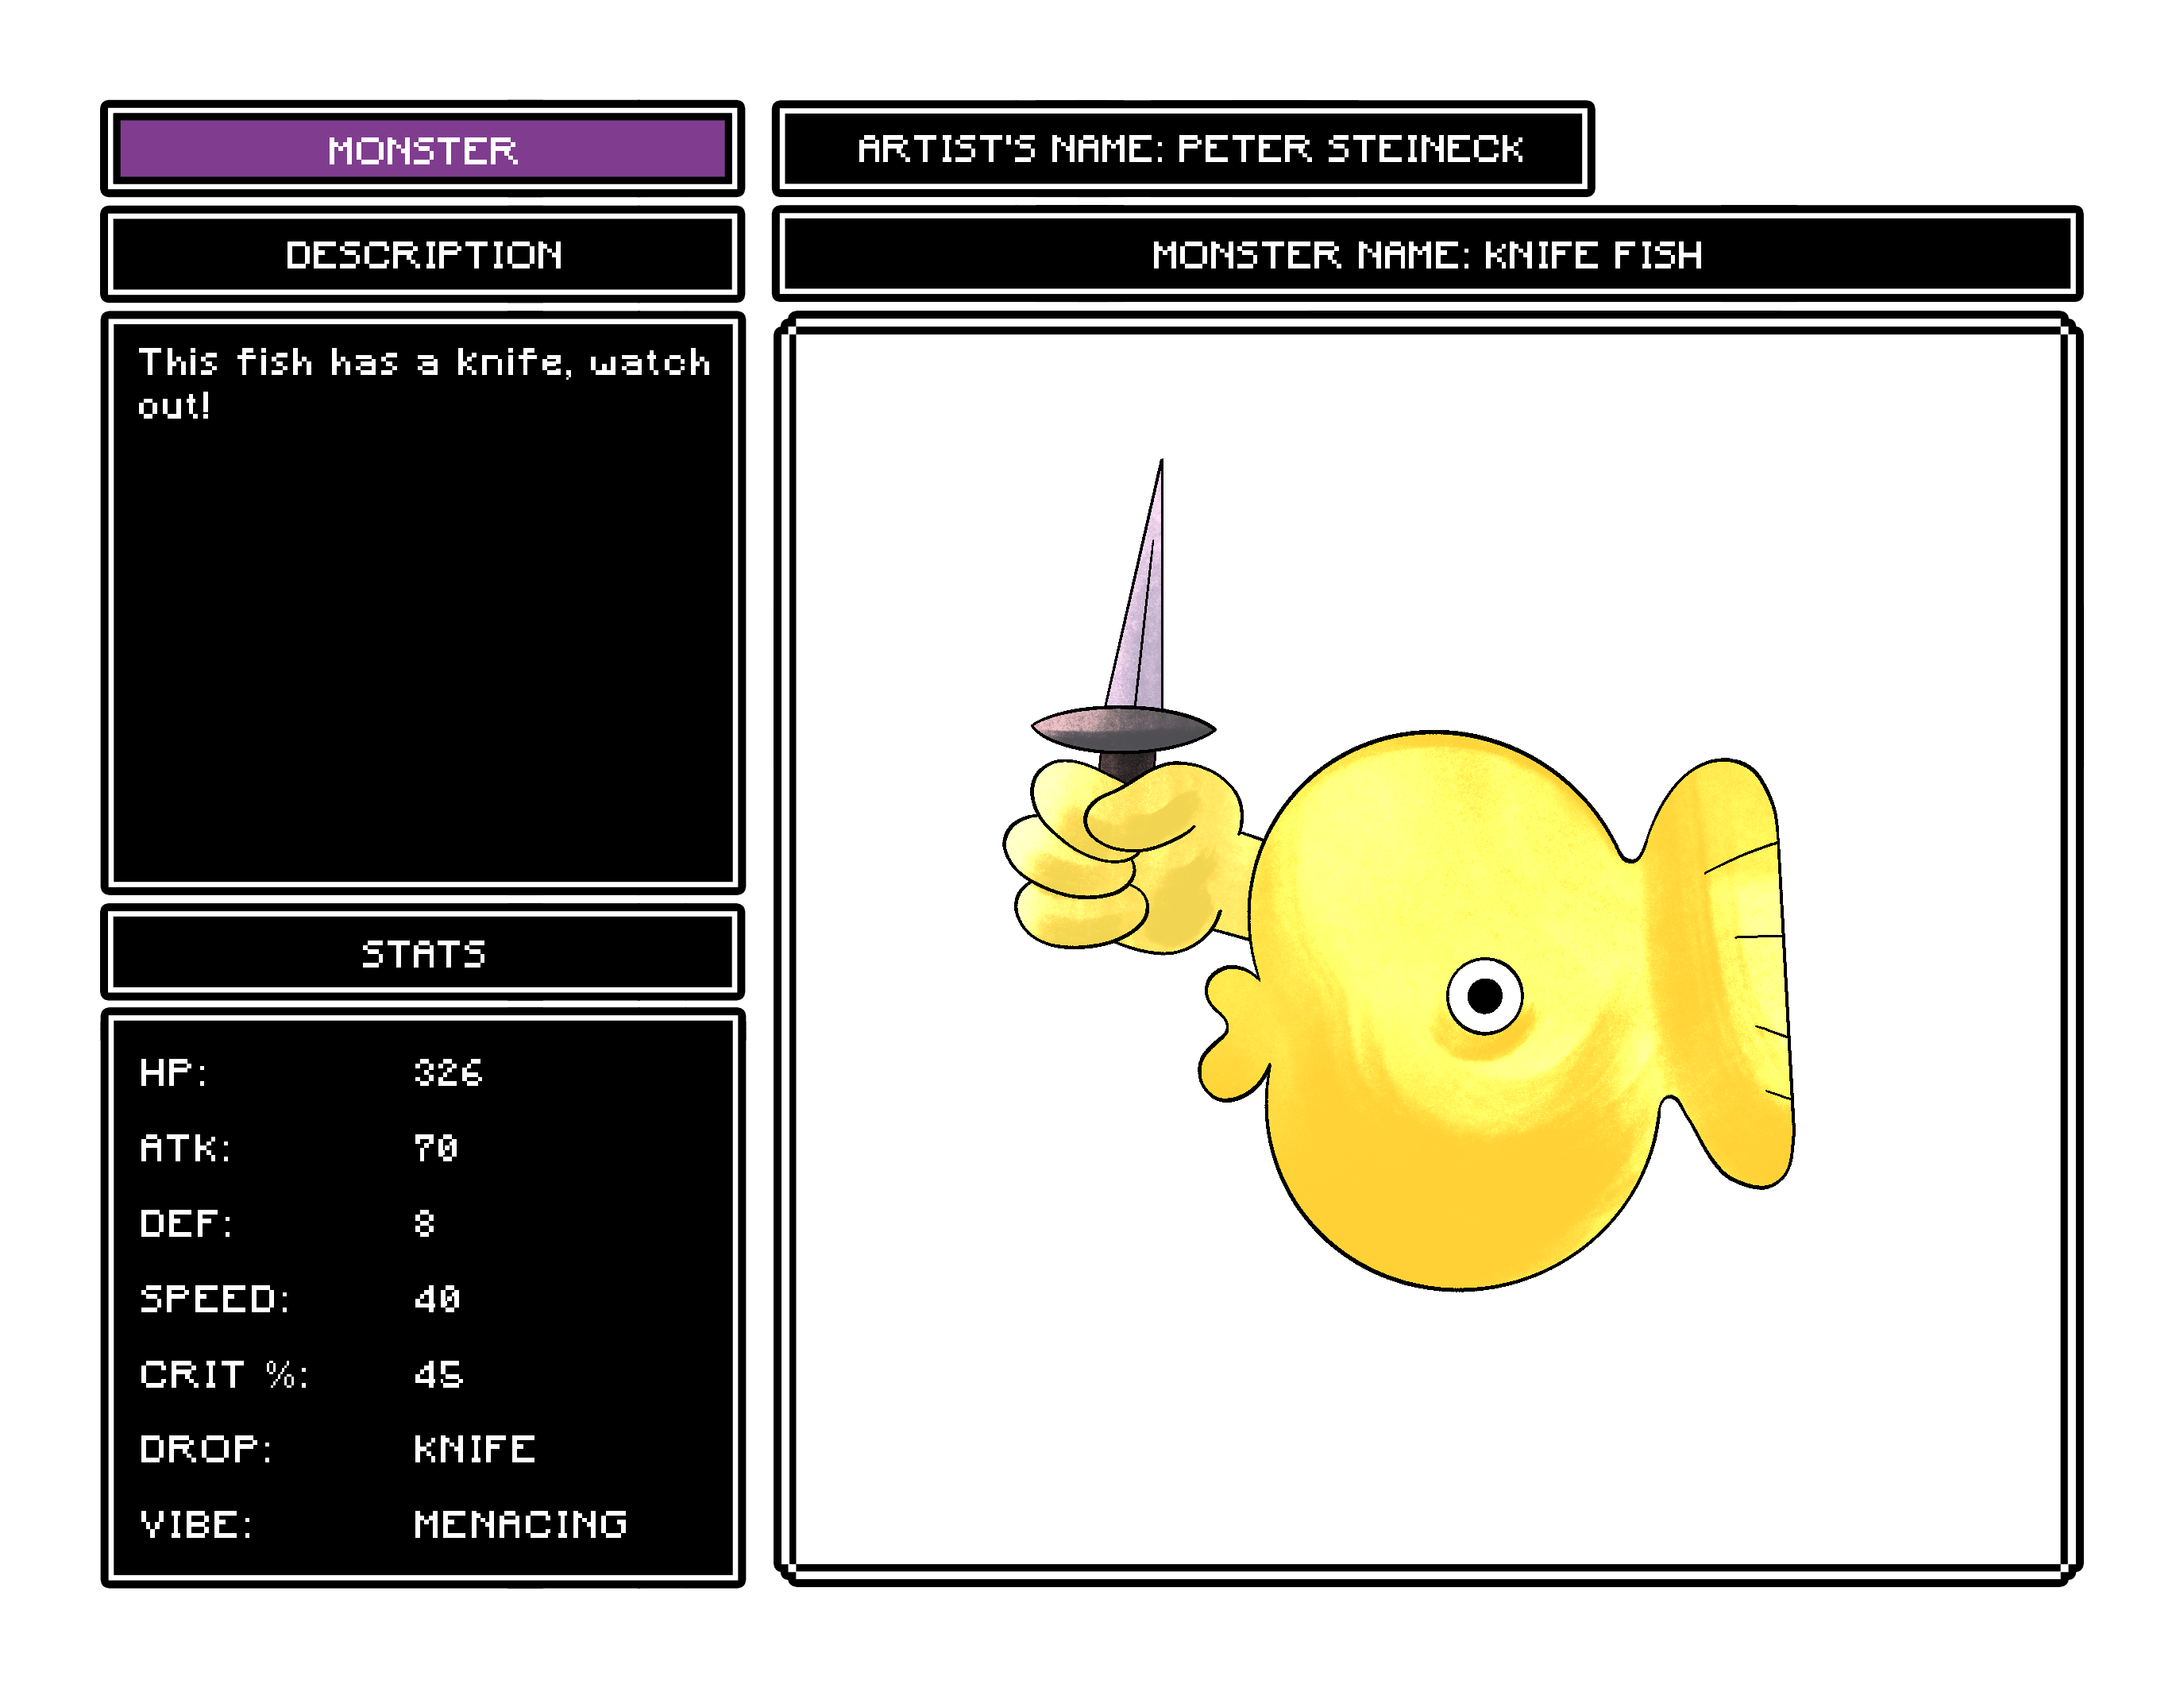 MONSTER
ARTIST'S NAME: PETER STEINECK
DESCRIPTION
MONSTER NAME: KNIFE FISH
This fish has a knife, watch
out!
STATS
HP: 326
ATK: 70
DEF: 8
SPEED: 40
CRIT %: 45
DROP: KNIFE
VIBE: MENACING